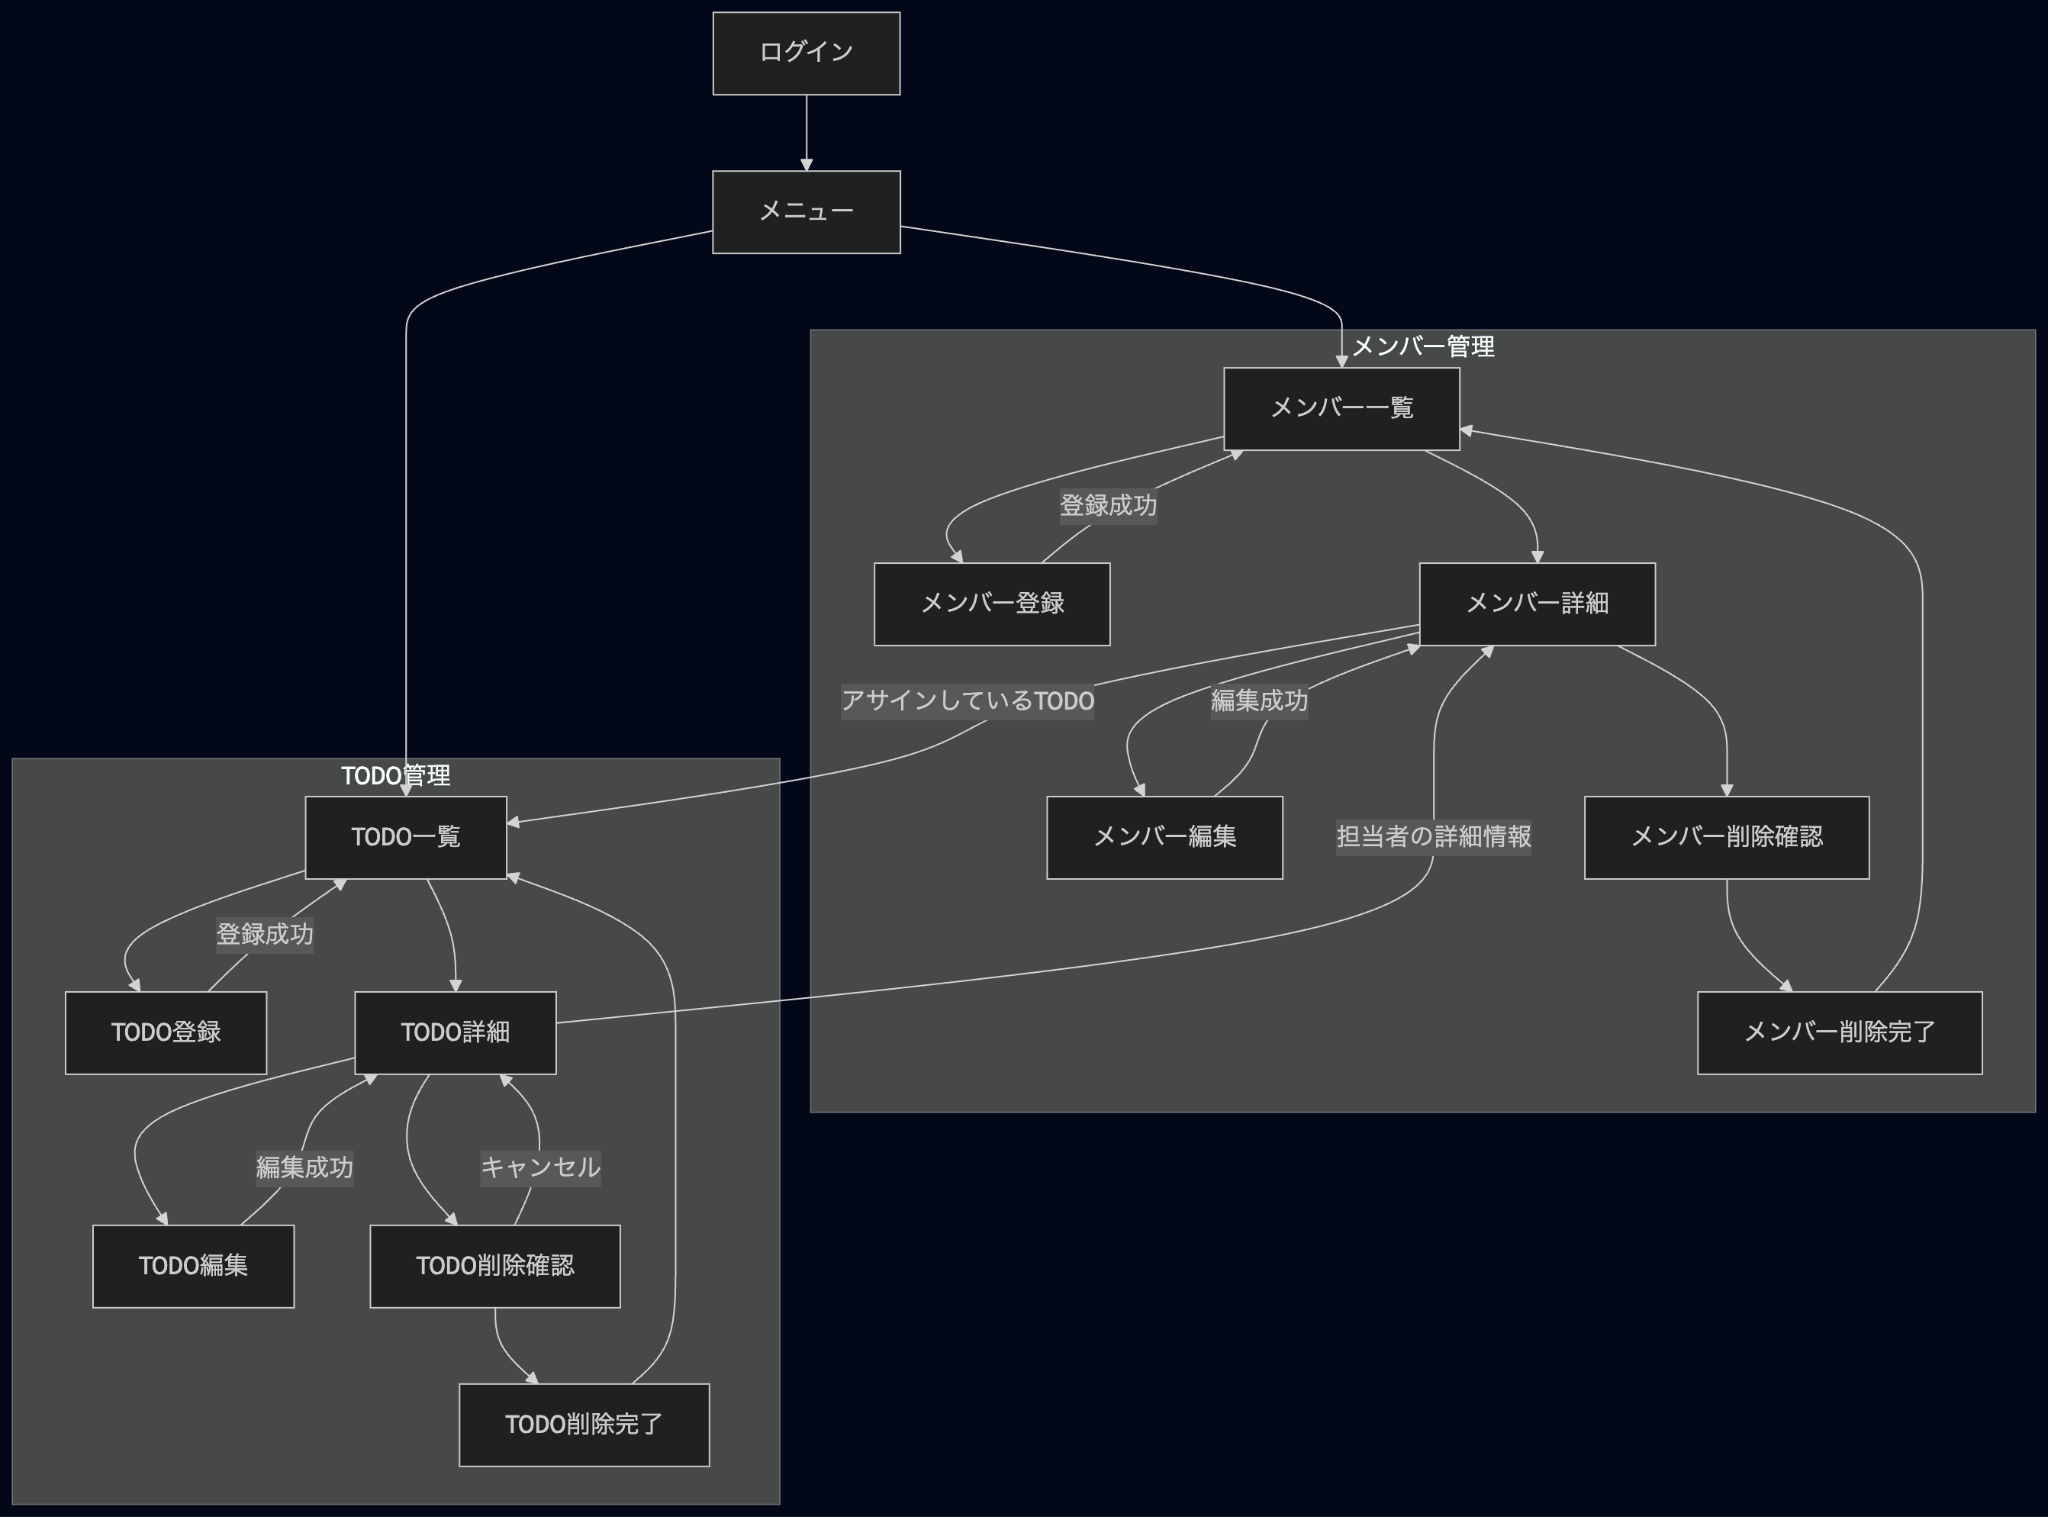 ログイン
メニュー
メンバー管理
メンバー一覧
登録成功
メンバー登録
メンバー詳細
アサインしているTODO
編集成功
TODO管理
TODO一覧
メンバー編集
担当者の詳細情報
メンバー削除確認
登録成功
TODO登録
TODO詳細
メンバー削除完了
編集成功
キャンセル
TODO編集
TODO削除確認
TODO削除完了